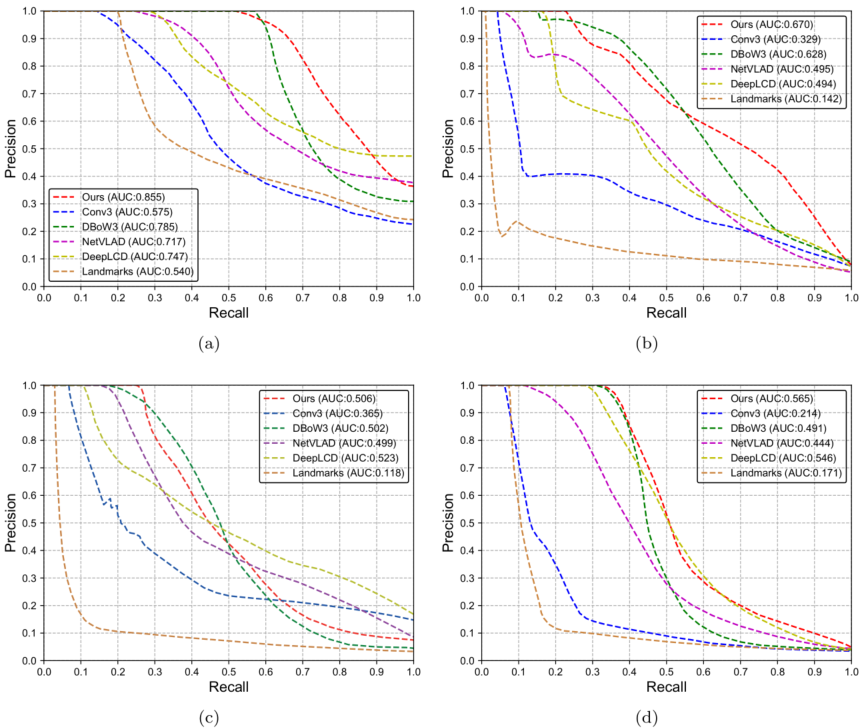 1.0
0.9
0.8
0.7
0.6
0.5
0.4
0.3
0.2
0.1
0.0
Precision
Ours (AUC:0.855)
Conv3 (AUC:0.575)
DBoW3 (AUC:0.785)
NetVLAD (AUC:0.717)
DeepLCD (AUC:0.747)
Landmarks (AUC:0.540)
0.0 0.1 0.2 0.3 0.4 0.5 0.6 0.7 0.8 0.9 1.0
Recall
(a)
1.0
0.9
0.8
0.7
0.6
0.5
0.4
0.3
0.2
0.1
0.0
Precision
Ours (AUC:0.670)
Conv3 (AUC:0.329)
DBoW3 (AUC:0.628)
NetVLAD (AUC:0.495)
DeepLCD (AUC:0.494)
Landmarks (AUC:0.142)
0.0 0.1 0.2 0.3 0.4 0.5 0.6 0.7 0.8 0.9 1.0
Recall
(b)
1.0
0.9
0.8
0.7
0.6
0.5
0.4
0.3
0.2
0.1
0.0
Precision
Ours (AUC:0.506)
Conv3 (AUC:0.365)
DBoW3 (AUC:0.502)
NetVLAD (AUC:0.499)
DeepLCD (AUC:0.523)
Landmarks (AUC:0.118)
0.0 0.1 0.2 0.3 0.4 0.5 0.6 0.7 0.8 0.9 1.0
Recall
(c)
1.0
0.9
0.8
0.7
0.6
0.5
0.4
0.3
0.2
0.1
0.0
Precision
Ours (AUC:0.565)
Conv3 (AUC:0.214)
DBoW3 (AUC:0.491)
NetVLAD (AUC:0.444)
DeepLCD (AUC:0.546)
Landmarks (AUC:0.171)
0.0 0.1 0.2 0.3 0.4 0.5 0.6 0.7 0.8 0.9 1.0
Recall
(d)